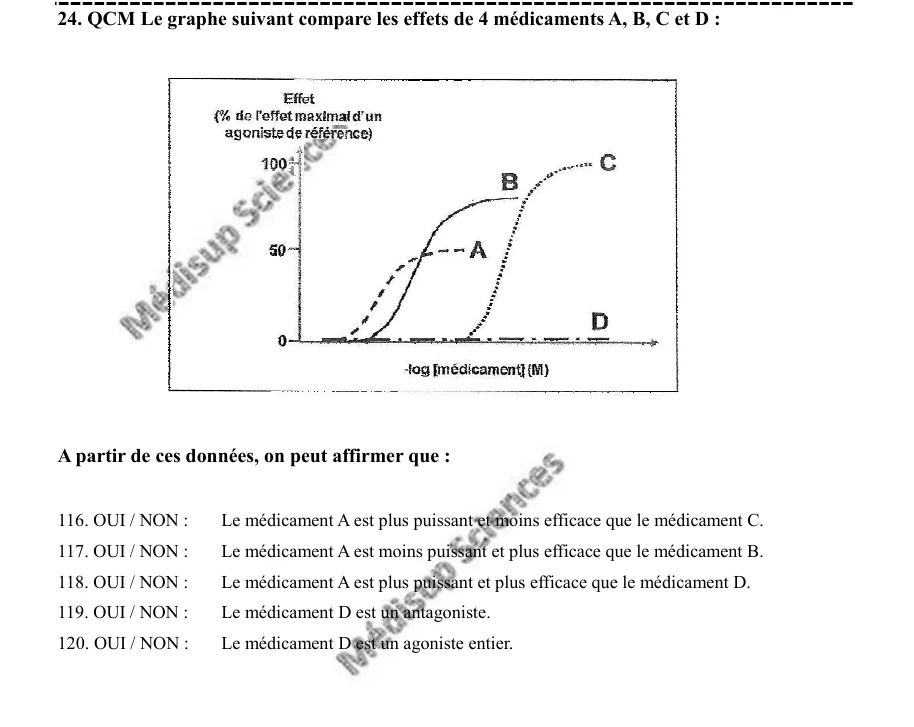 24. QCM Le graphe suivant compare les effets de 4 médicaments A, B, C et D :
Effet
(% de l'effet maximal d'un
agoniste de référence)
100
C
B
50
A
D
0
-log [médicament] (M)
Médisup Sciences
A partir de ces données, on peut affirmer que :
116. OUI / NON : Le médicament A est plus puissant et moins efficace que le médicament C.
117. OUI / NON : Le médicament A est moins puissant et plus efficace que le médicament B.
118. OUI / NON : Le médicament A est plus puissant et plus efficace que le médicament D.
119. OUI / NON : Le médicament D est un antagoniste.
120. OUI / NON : Le médicament D est un agoniste entier.
Médisup Sciences